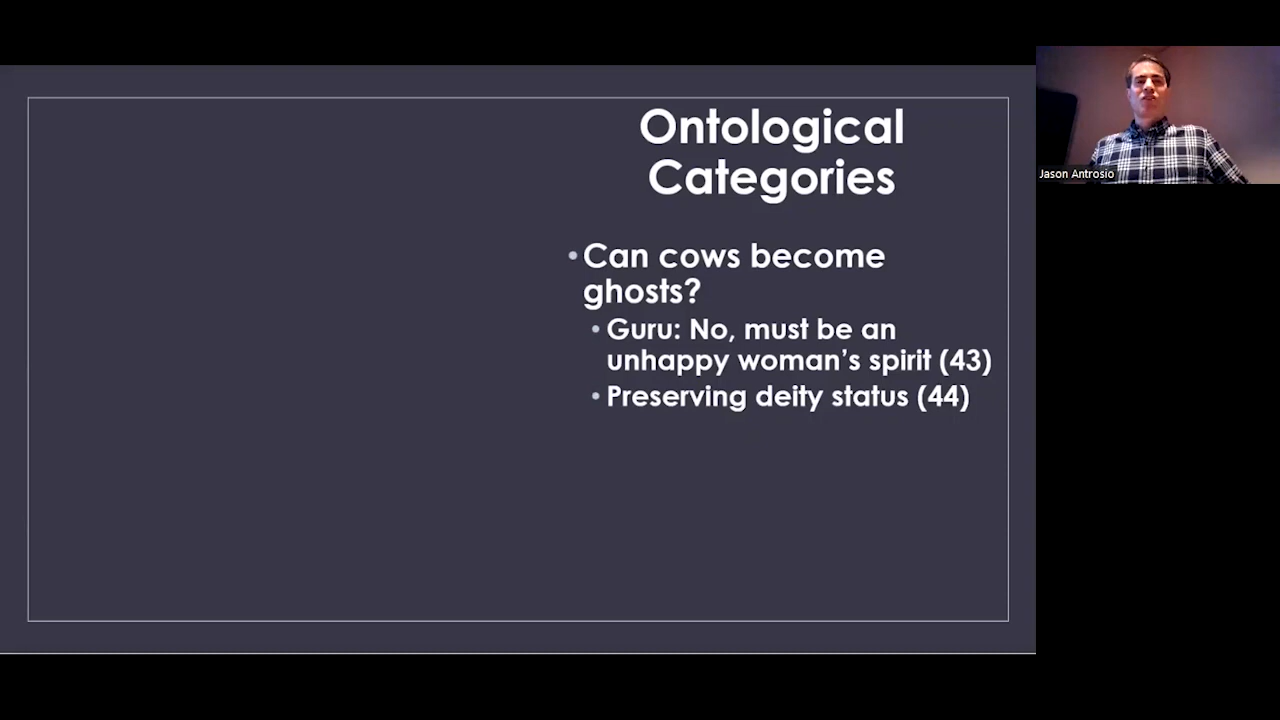 Ontological
Categories
•Can cows become
ghosts?
•Guru: No, must be an
unhappy woman’s spirit (43)
•Preserving deity status (44)
Jason Antrosio